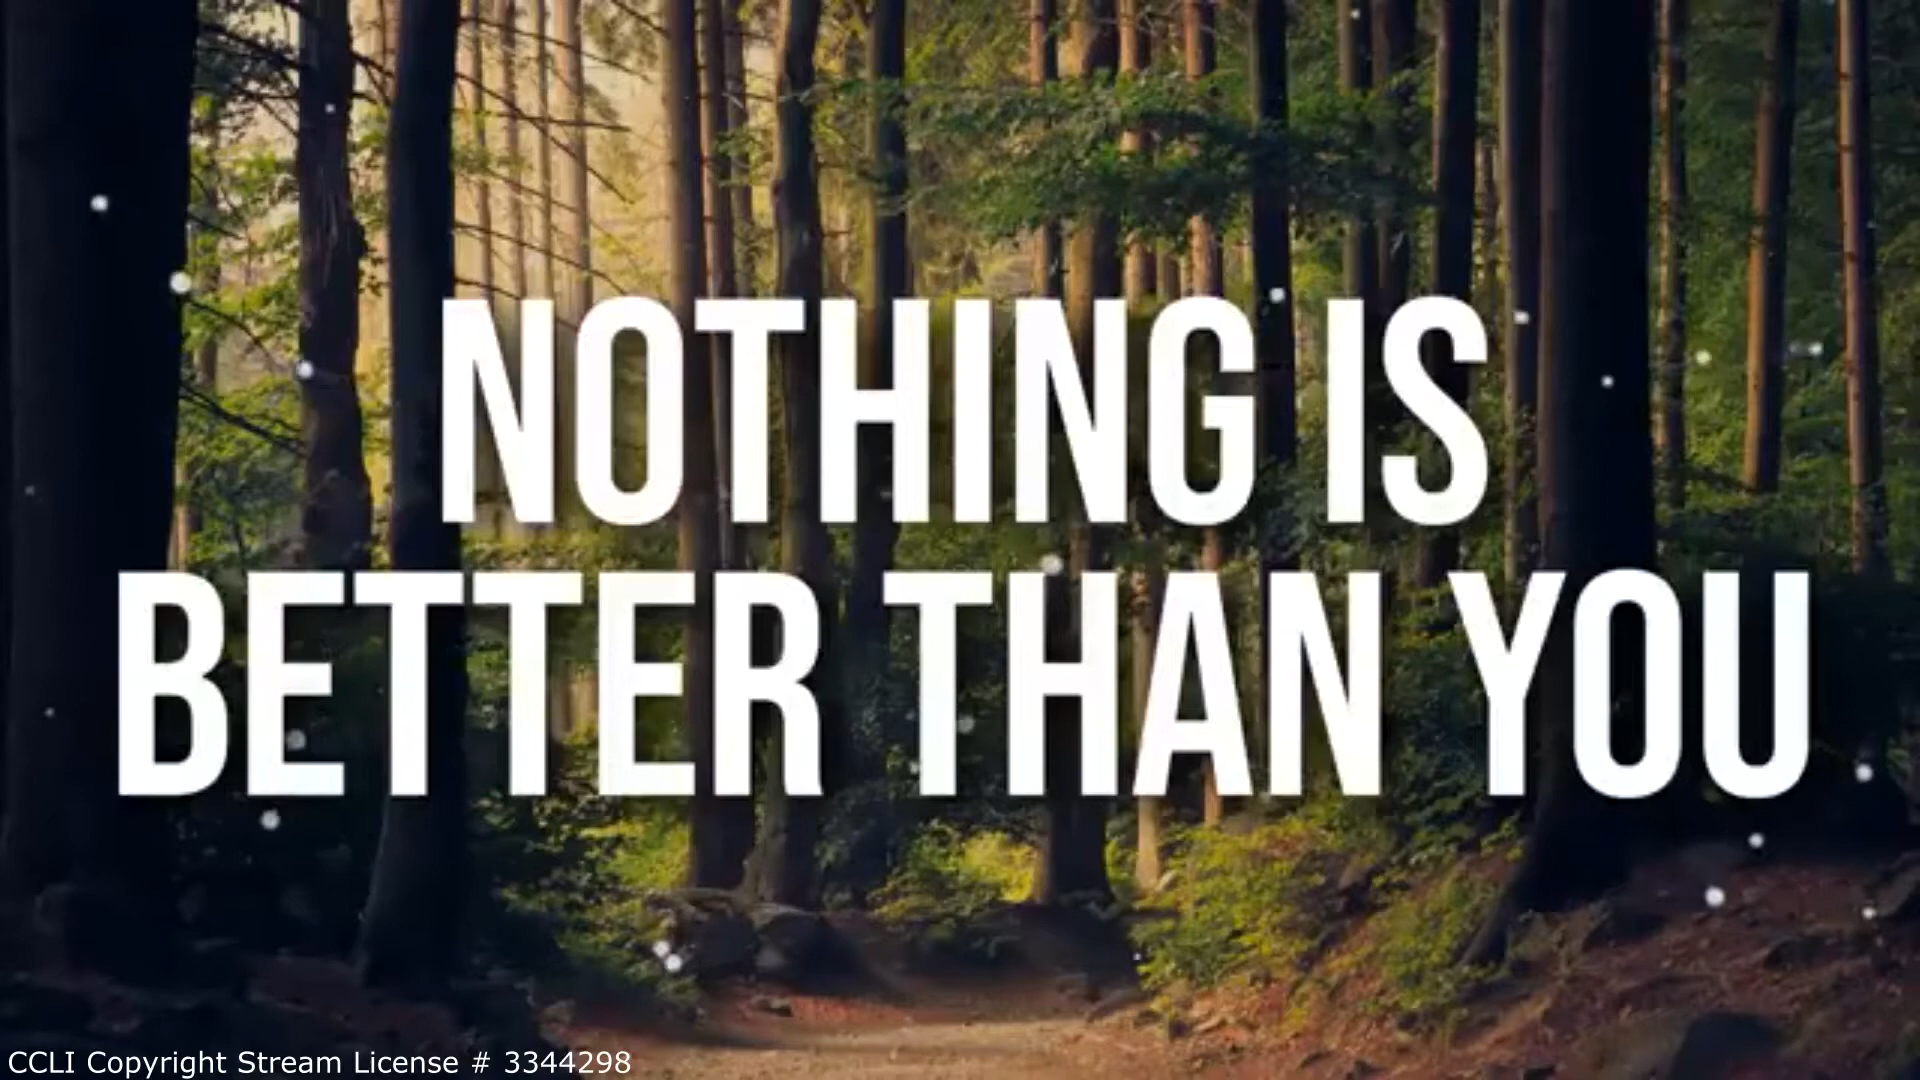 NOTHING IS
BETTER THAN YOU
CCLI Copyright Stream License # 3344298